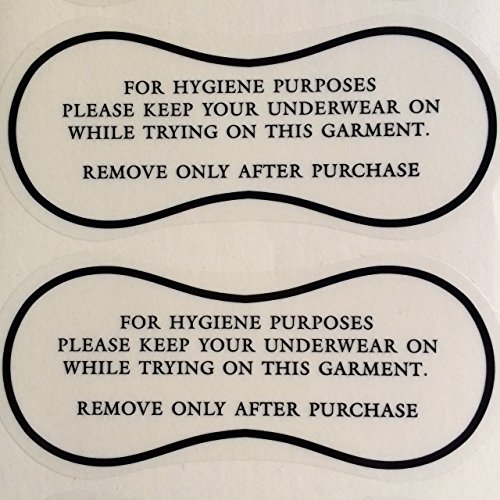 FOR HYGIENE PURPOSES
PLEASE KEEP YOUR UNDERWEAR ON
WHILE TRYING ON THIS GARMENT.
REMOVE ONLY AFTER PURCHASE
FOR HYGIENE PURPOSES
PLEASE KEEP YOUR UNDERWEAR ON
WHILE TRYING ON THIS GARMENT.
REMOVE ONLY AFTER PURCHASE